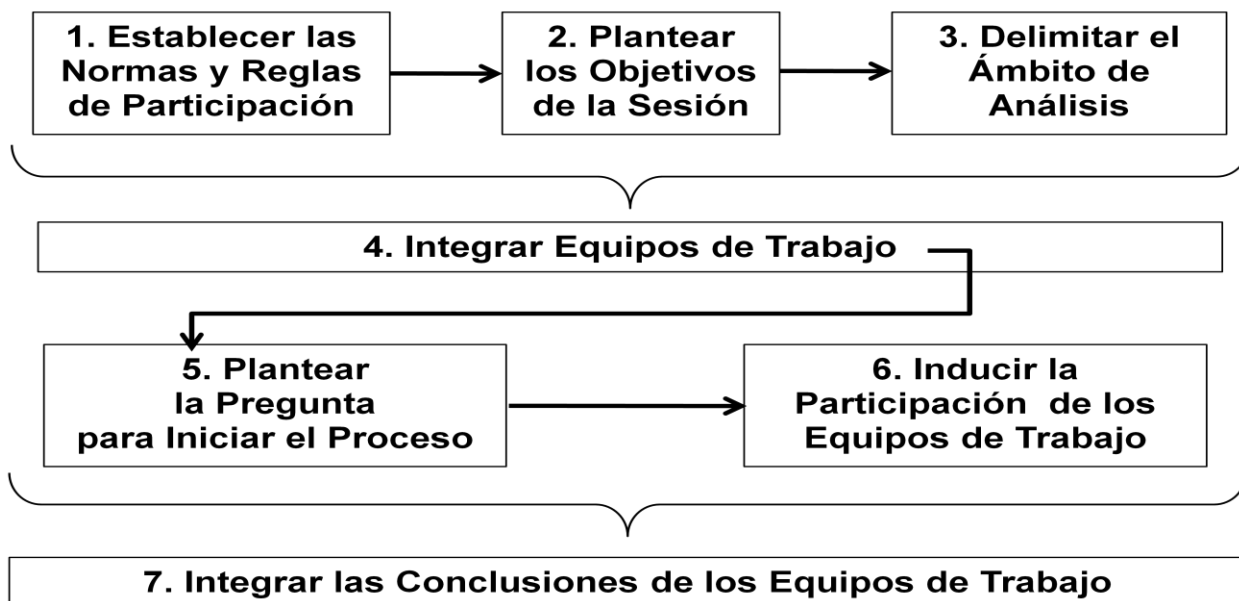 1. Establecer las
Normas y Reglas
de Participación
2. Plantear
los Objetivos
de la Sesión
3. Delimitar el
Ámbito de
Análisis
4. Integrar Equipos de Trabajo
5. Plantear
la Pregunta
para Iniciar el Proceso
6. Inducir la
Participación de los
Equipos de Trabajo
7. Integrar las Conclusiones de los Equipos de Trabajo